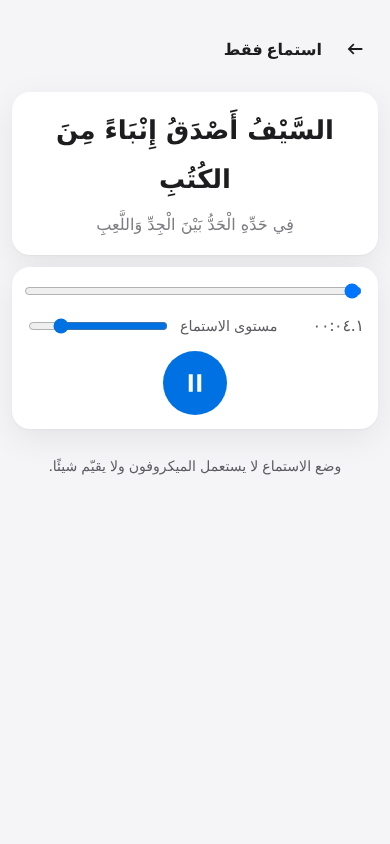 استماع فقط
السَّيْفُ أَصْدَقُ إِنْبَاءً مِنَ
الكُتُبِ
فِي حَدِّهِ الْحَدُّ بَيْنَ الْجِدِّ وَاللَّعِبِ
٠٠:٠٤.١ مستوى الاستماع
وضع الاستماع لا يستعمل الميكروفون ولا يقيّم شيئًا.